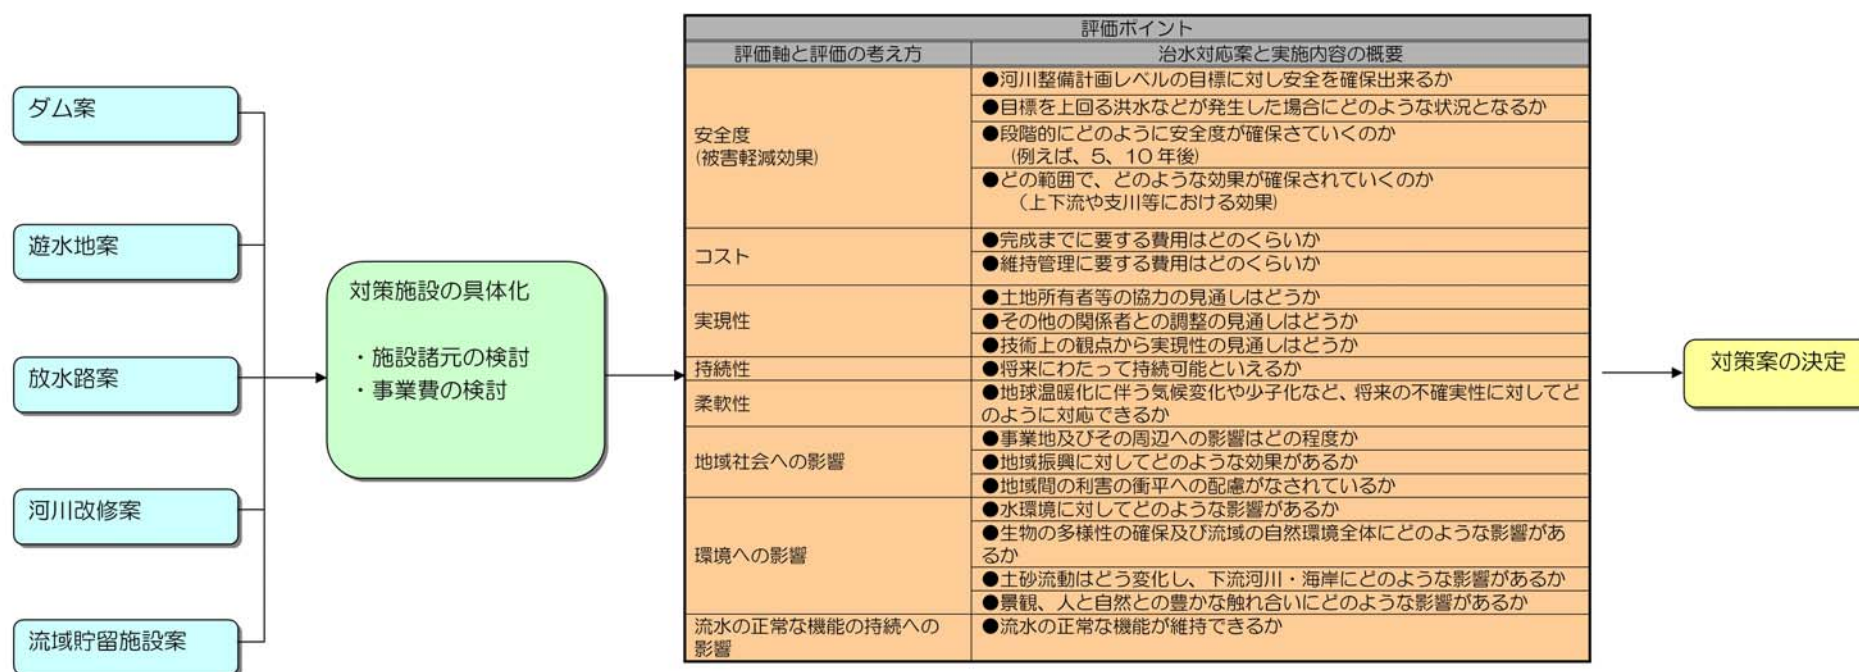 ダム案
遊水地案
放水路案
河川改修案
流域貯留施設案
対策施設の具体化
・施設諸元の検討
・事業費の検討
評価ポイント
評価軸と評価の考え方
治水対応案と実施内容の概要
安全度
(被害軽減効果)
●河川整備計画レベルの目標に対し安全を確保出来るか
●目標を上回る洪水などが発生した場合にどのような状況となるか
●段階的にどのように安全度が確保さていくのか
(例えば、5、10年後)
●どの範囲で、どのような効果が確保されていくのか
(上下流や支川等における効果)
コスト
●完成までに要する費用はどのくらいか
●維持管理に要する費用はどのくらいか
実現性
●土地所有者等の協力の見通しはどうか
●その他の関係者との調整の見通しはどうか
●技術上の観点から実現性の見通しはどうか
持続性
●将来にわたって持続可能といえるか
柔軟性
●地球温暖化に伴う気候変化や少子化など、将来の不確実性に対してど
のように対応できるか
地域社会への影響
●事業地及びその周辺への影響はどの程度か
●地域振興に対してどのような効果があるか
●地域間の利害の衡平への配慮がなされているか
環境への影響
●水環境に対してどのような影響があるか
●生物の多様性の確保及び流域の自然環境全体にどのような影響があ
るか
●土砂流動はどう変化し、下流河川・海岸にどのような影響があるか
●景観、人と自然との豊かな触れ合いにどのような影響があるか
流水の正常な機能の持続への
影響
●流水の正常な機能が維持できるか
対策案の決定